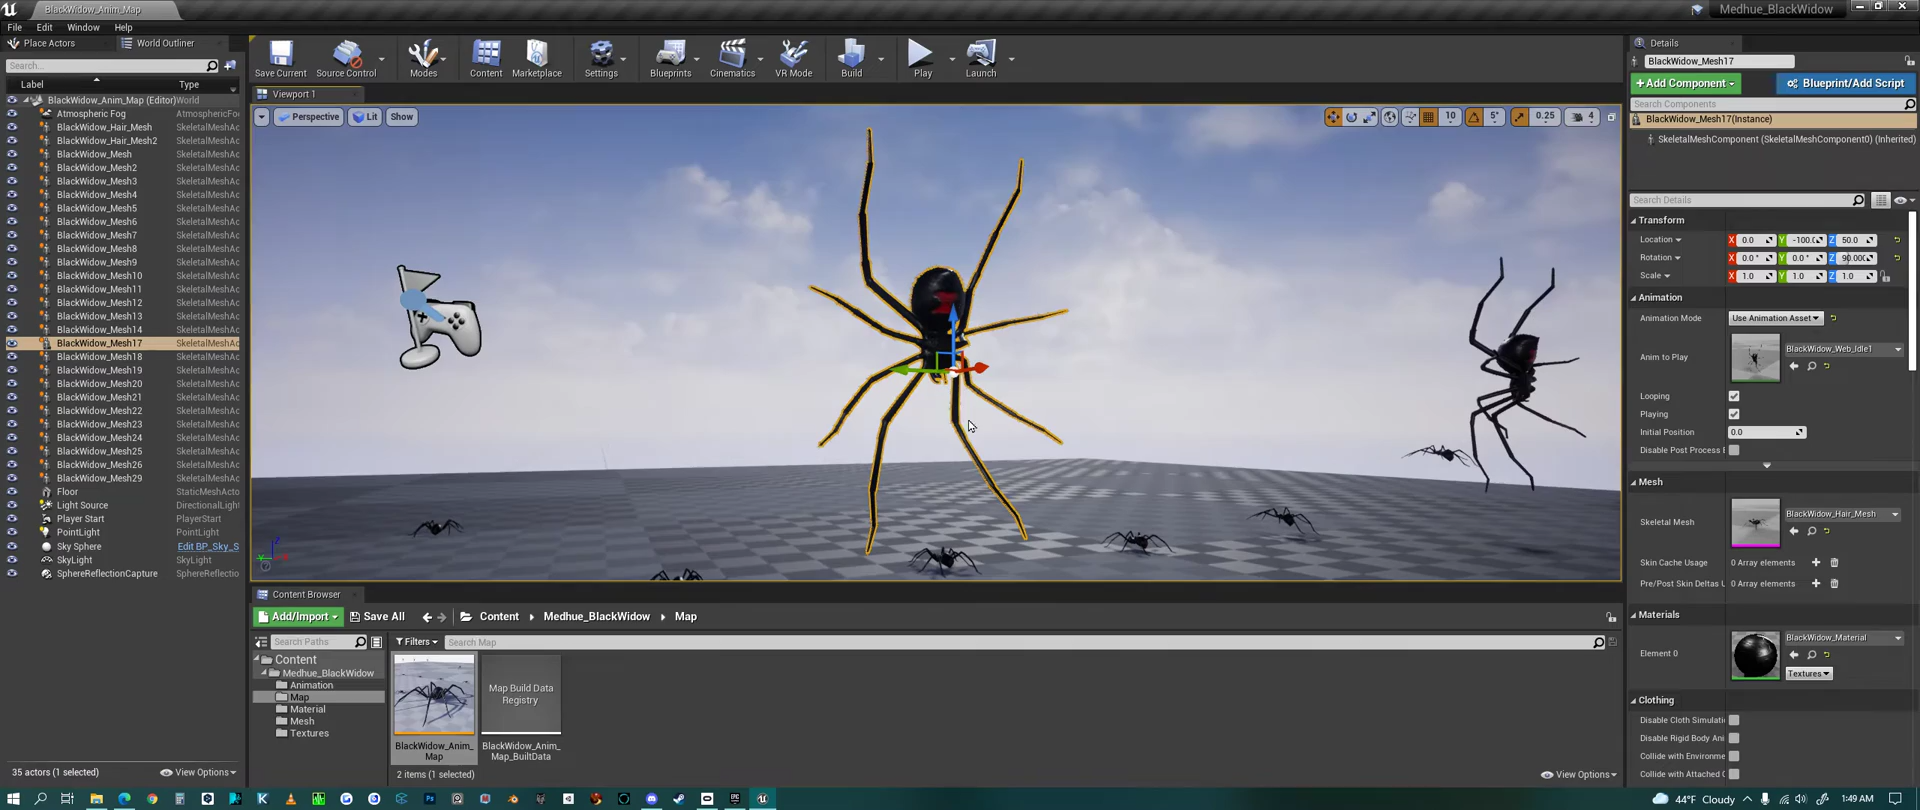 BlackWidow_Anim_Map
Medhue_BlackWidow
File Edit Window Help
Place Actors
World Outliner
Search...
Label Type
BlackWidow_Anim_Map (Editor) World
Atmospheric Fog AtmosphericFo
BlackWidow_Hair_Mesh SkeletalMeshAc
BlackWidow_Hair_Mesh2 SkeletalMeshAc
BlackWidow_Mesh SkeletalMeshAc
BlackWidow_Mesh2 SkeletalMeshAc
BlackWidow_Mesh3 SkeletalMeshAc
BlackWidow_Mesh4 SkeletalMeshAc
BlackWidow_Mesh5 SkeletalMeshAc
BlackWidow_Mesh6 SkeletalMeshAc
BlackWidow_Mesh7 SkeletalMeshAc
BlackWidow_Mesh8 SkeletalMeshAc
BlackWidow_Mesh9 SkeletalMeshAc
BlackWidow_Mesh10 SkeletalMeshAc
BlackWidow_Mesh11 SkeletalMeshAc
BlackWidow_Mesh12 SkeletalMeshAc
BlackWidow_Mesh13 SkeletalMeshAc
BlackWidow_Mesh14 SkeletalMeshAc
BlackWidow_Mesh17 SkeletalMeshAc
BlackWidow_Mesh18 SkeletalMeshAc
BlackWidow_Mesh19 SkeletalMeshAc
BlackWidow_Mesh20 SkeletalMeshAc
BlackWidow_Mesh21 SkeletalMeshAc
BlackWidow_Mesh22 SkeletalMeshAc
BlackWidow_Mesh23 SkeletalMeshAc
BlackWidow_Mesh24 SkeletalMeshAc
BlackWidow_Mesh25 SkeletalMeshAc
BlackWidow_Mesh26 SkeletalMeshAc
BlackWidow_Mesh29 SkeletalMeshAc
Floor StaticMeshActo
Light Source DirectionalLigh
Player Start PlayerStart
PointLight PointLight
Sky Sphere Edit BP_Sky_S
SkyLight SkyLight
SphereReflectionCapture SphereReflectio
35 actors (1 selected) View Options
Save Current Source Control Modes Content Marketplace Settings Blueprints Cinematics VR Mode Build Play Launch
Viewport 1
Perspective Lit Show
10 5° 0.25 4
Content Browser
Add/Import Save All Content Medhue_BlackWidow Map
Search Paths Filters Search Map
Content
Medhue_BlackWidow
Animation
Map
Material
Mesh
Textures
Map Build Data
Registry
BlackWidow_Anim_
Map
BlackWidow_Anim_
Map_BuiltData
2 items (1 selected) View Options
Details
BlackWidow_Mesh17
+Add Component Blueprint/Add Script
Search Components
BlackWidow_Mesh17(Instance)
SkeletalMeshComponent (SkeletalMeshComponent0) (Inherited)
Search Details
Transform
Location X 0.0 Y -100.( Z 50.0
Rotation X 0.0 ° Y 0.0 ° Z 90.00(
Scale X 1.0 Y 1.0 Z 1.0
Animation
Animation Mode Use Animation Asset
Anim to Play BlackWidow_Web_Idle1
Looping
Playing
Initial Position 0.0
Disable Post Process E
Mesh
Skeletal Mesh BlackWidow_Hair_Mesh
Skin Cache Usage 0 Array elements
Pre/Post Skin Deltas U 0 Array elements
Materials
Element 0 BlackWidow_Material
Textures
Clothing
Disable Cloth Simulati
Disable Rigid Body Ani
Collide with Environme
Collide with Attached C
44°F Cloudy 1:49 AM